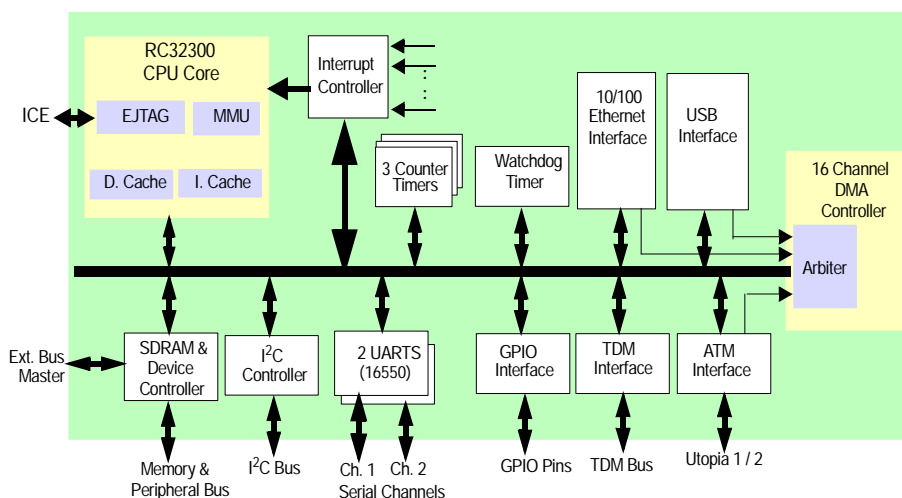 RC32300
CPU Core
EJTAG
MMU
D. Cache
I. Cache
ICE
Interrupt
Controller
3 Counter
Timers
Watchdog
Timer
10/100
Ethernet
Interface
USB
Interface
16 Channel
DMA
Controller
Arbiter
Ext. Bus
Master
SDRAM &
Device
Controller
I²C
Controller
2 UARTS
(16550)
GPIO
Interface
TDM
Interface
ATM
Interface
Memory &
Peripheral Bus
I²C Bus
Ch. 1
Ch. 2
Serial Channels
GPIO Pins
TDM Bus
Utopia 1 / 2